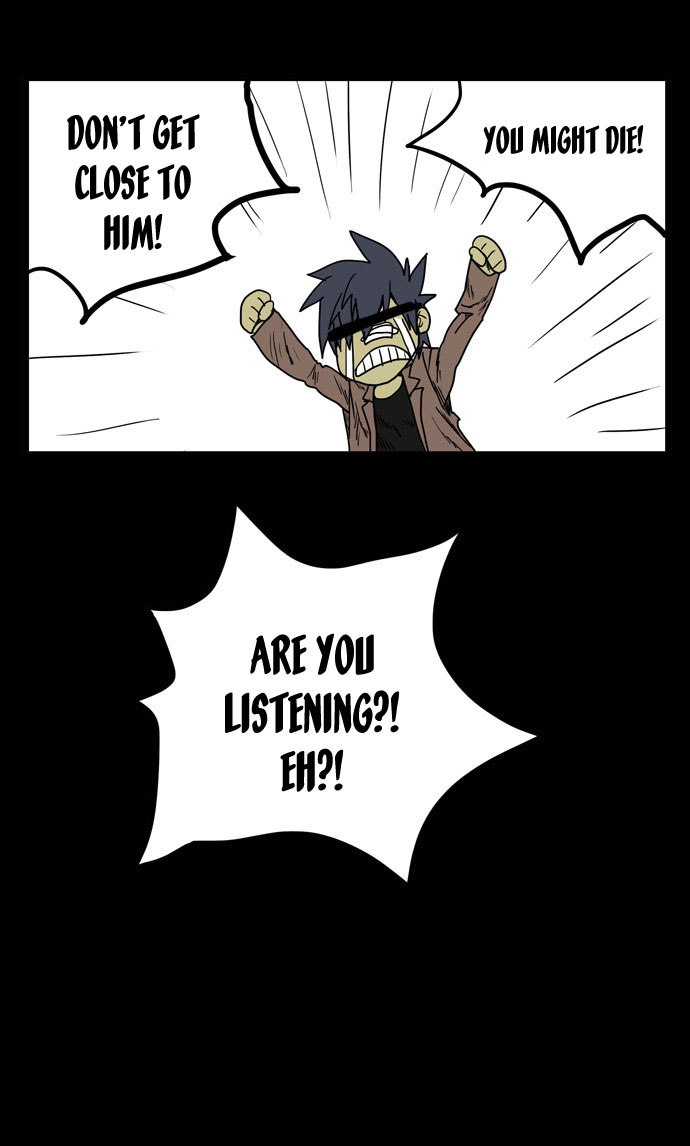 DON'T GET
CLOSE TO
HIM!
YOU MIGHT DIE!
ARE YOU
LISTENING?!
EH?!